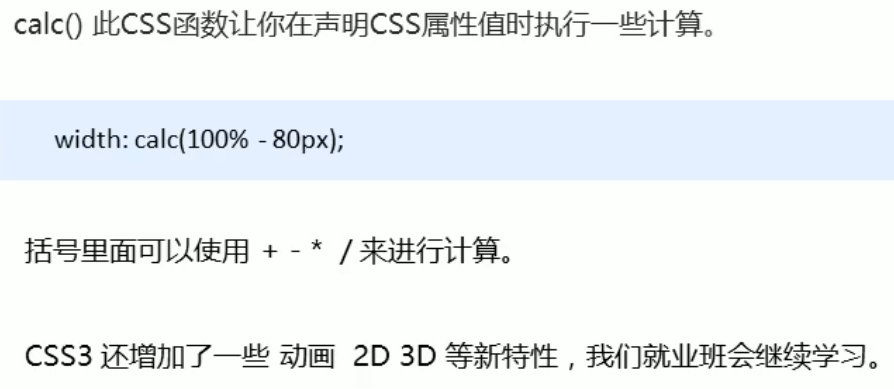 calc() 此CSS函数让你在声明CSS属性值时执行一些计算。
width: calc(100% - 80px);
括号里面可以使用 + - * / 来进行计算。
CSS3 还增加了一些 动画 2D 3D 等新特性，我们就业班会继续学习。